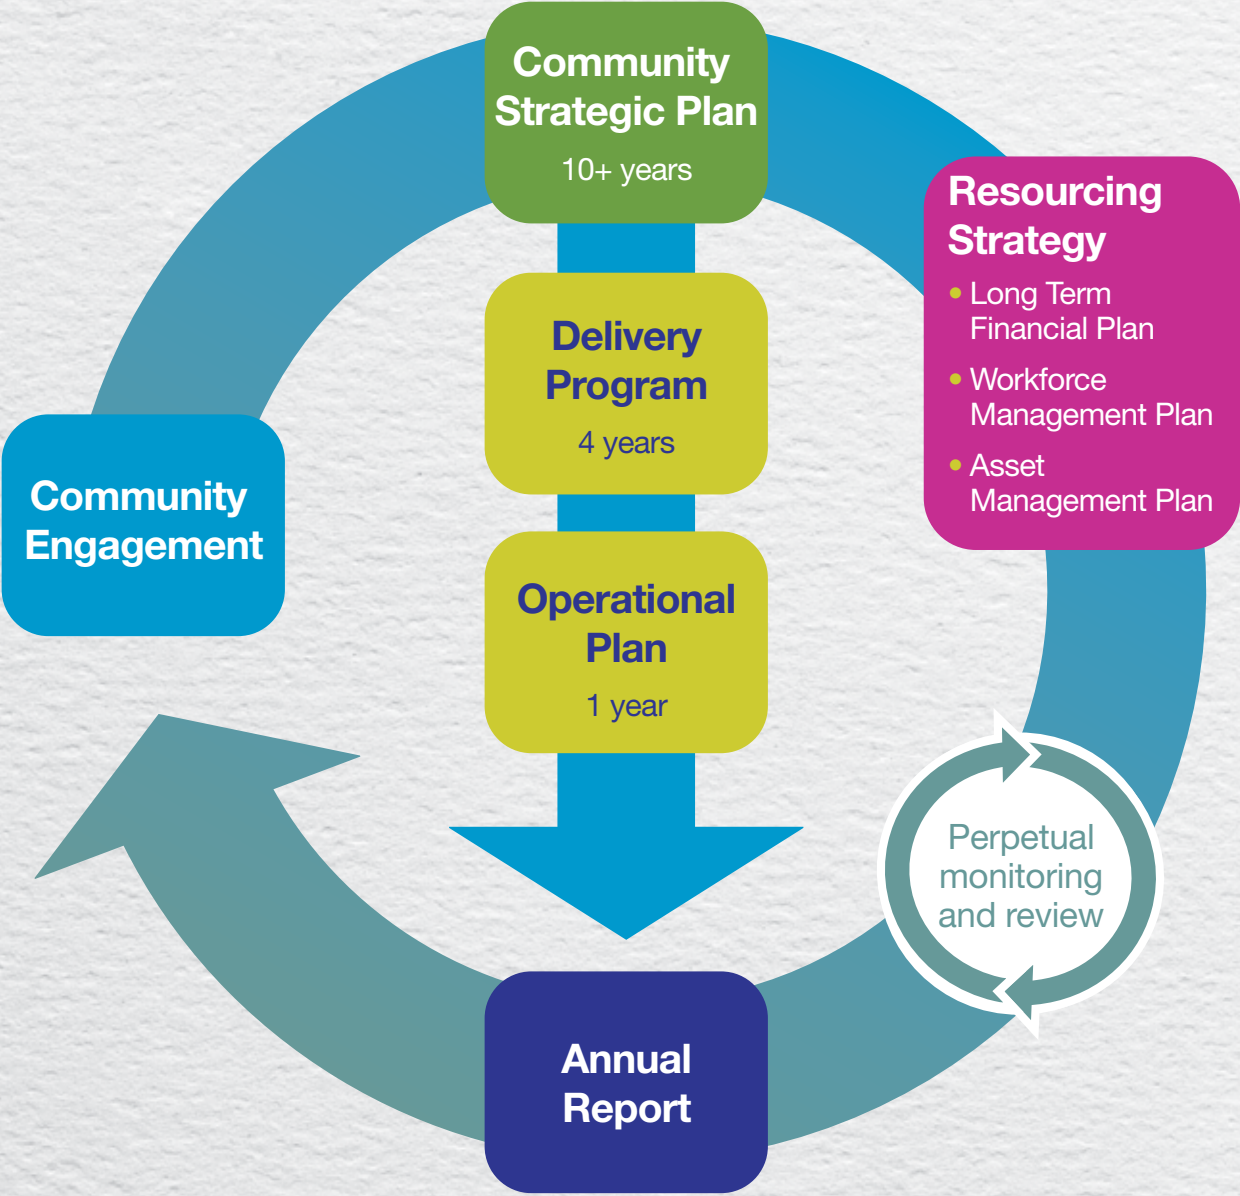 Community
Strategic Plan
10+ years
Resourcing
Strategy
• Long Term
Financial Plan
• Workforce
Management Plan
• Asset
Management Plan
Delivery
Program
4 years
Community
Engagement
Operational
Plan
1 year
Perpetual
monitoring
and review
Annual
Report